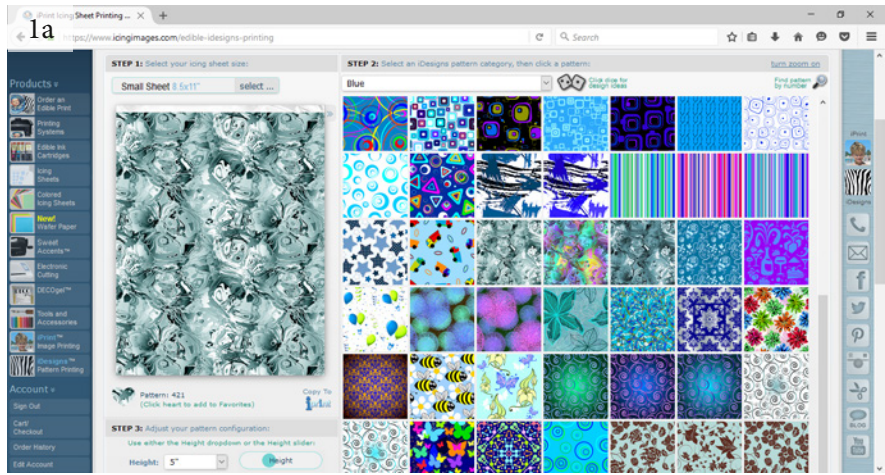 1a
iPrint Icing Sheet Printing ...
https://www.icingimages.com/edible-idesigns-printing
Search
Products
Order an
Edible Print
Printing
Systems
Edible Ink
Cartridges
Icing
Sheets
Colored
Icing Sheets
New!
Wafer Paper
Sweet
Accents™
Electronic
Cutting
DECOgel™
Tools and
Accessories
iPrint™
Image Printing
iDesigns™
Pattern Printing
Account
Sign Out
Cart/
Checkout
Order History
Edit Account
STEP 1: Select your icing sheet size:
Small Sheet 8.5x11"
select ...
Pattern: 421
(Click heart to add to Favorites)
Copy To
iPrint
STEP 3: Adjust your pattern configuration:
Use either the Height dropdown or the Height slider:
Height:
5"
Height
STEP 2: Select an iDesigns pattern category, then click a pattern:
turn zoom on
Blue
Click dice for
design ideas
Find pattern
by number
iPrint
iDesigns
BLOG
You
Tube